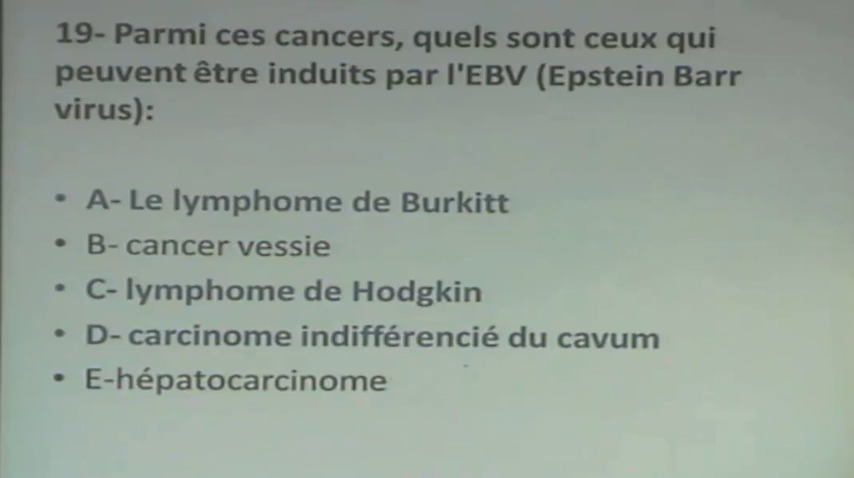 19- Parmi ces cancers, quels sont ceux qui
peuvent être induits par l'EBV (Epstein Barr
virus):
• A- Le lymphome de Burkitt
• B- cancer vessie
• C- lymphome de Hodgkin
• D- carcinome indifférencié du cavum
• E-hépatocarcinome